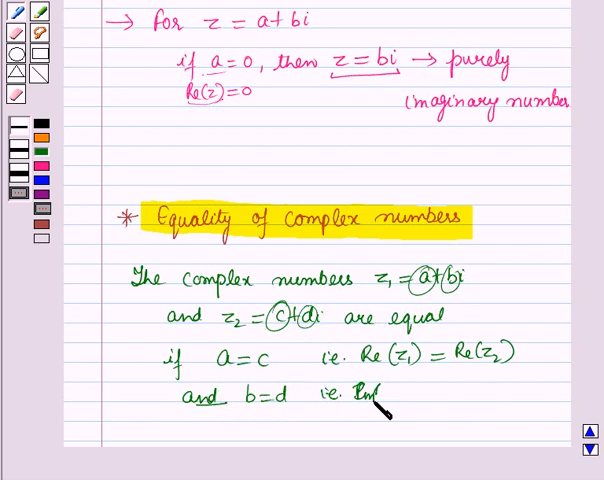 → for z = a + bi
if a = 0, then z = bi → purely
Re(z) = 0
imaginary number
* Equality of complex numbers
The complex numbers z₁ = a + bi
and z₂ = c + di are equal
if a = c i.e. Re(z₁) = Re(z₂)
and b = d i.e. Im